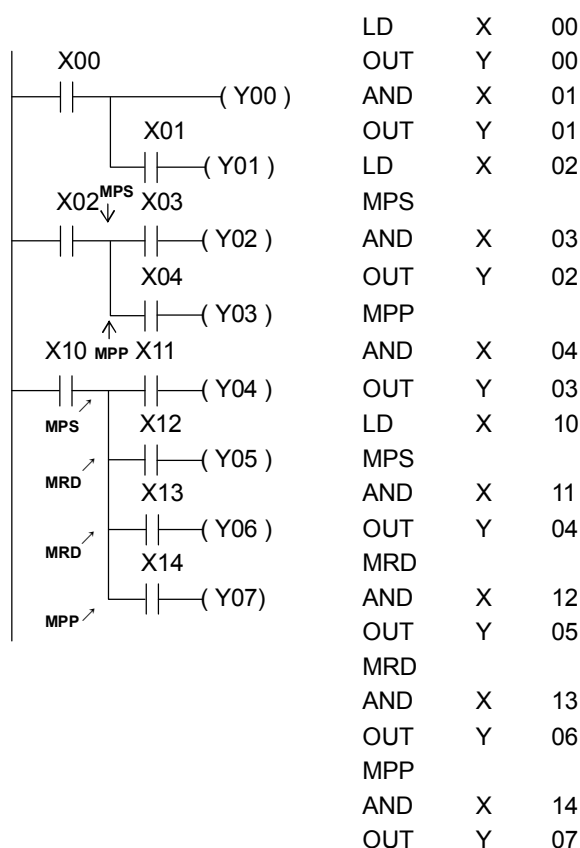 X00
( Y00 )
X01
( Y01 )
X02 MPS X03
( Y02 )
X04
( Y03 )
X10 MPP X11
( Y04 )
MPS X12
( Y05 )
MRD
X13
( Y06 )
MRD
X14
( Y07)
MPP
LD X 00
OUT Y 00
AND X 01
OUT Y 01
LD X 02
MPS
AND X 03
OUT Y 02
MPP
AND X 04
OUT Y 03
LD X 10
MPS
AND X 11
OUT Y 04
MRD
AND X 12
OUT Y 05
MRD
AND X 13
OUT Y 06
MPP
AND X 14
OUT Y 07